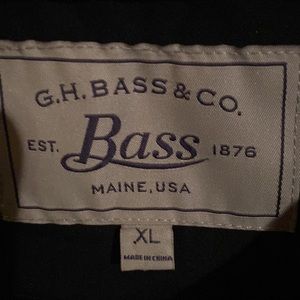 G.H. BASS & CO.
EST. Bass 1876
MAINE, USA
XL
MADE IN CHINA